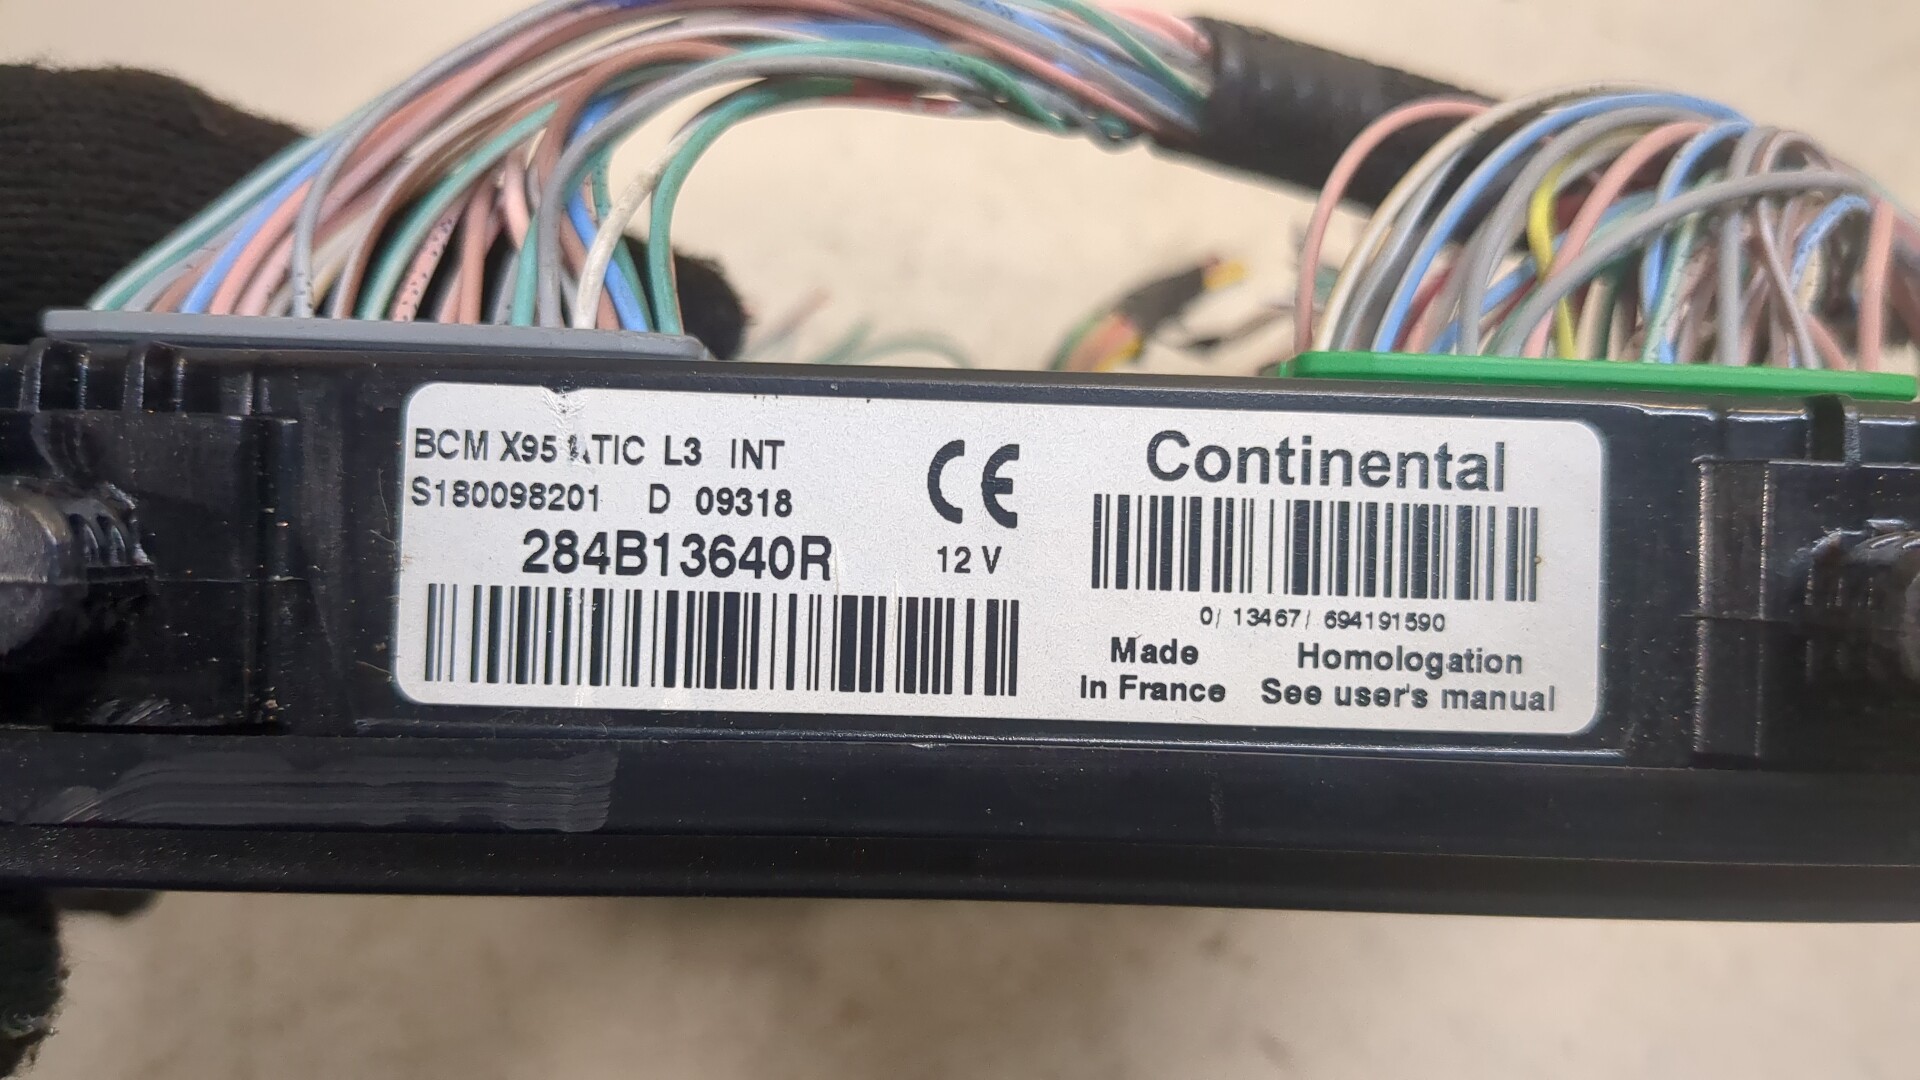 BCM X95 ATIC L3 INT
S180098201 D 09318
284B13640R
CE
12 V
Continental
0/ 13467/ 694191590
Made
in France
Homologation
See user's manual